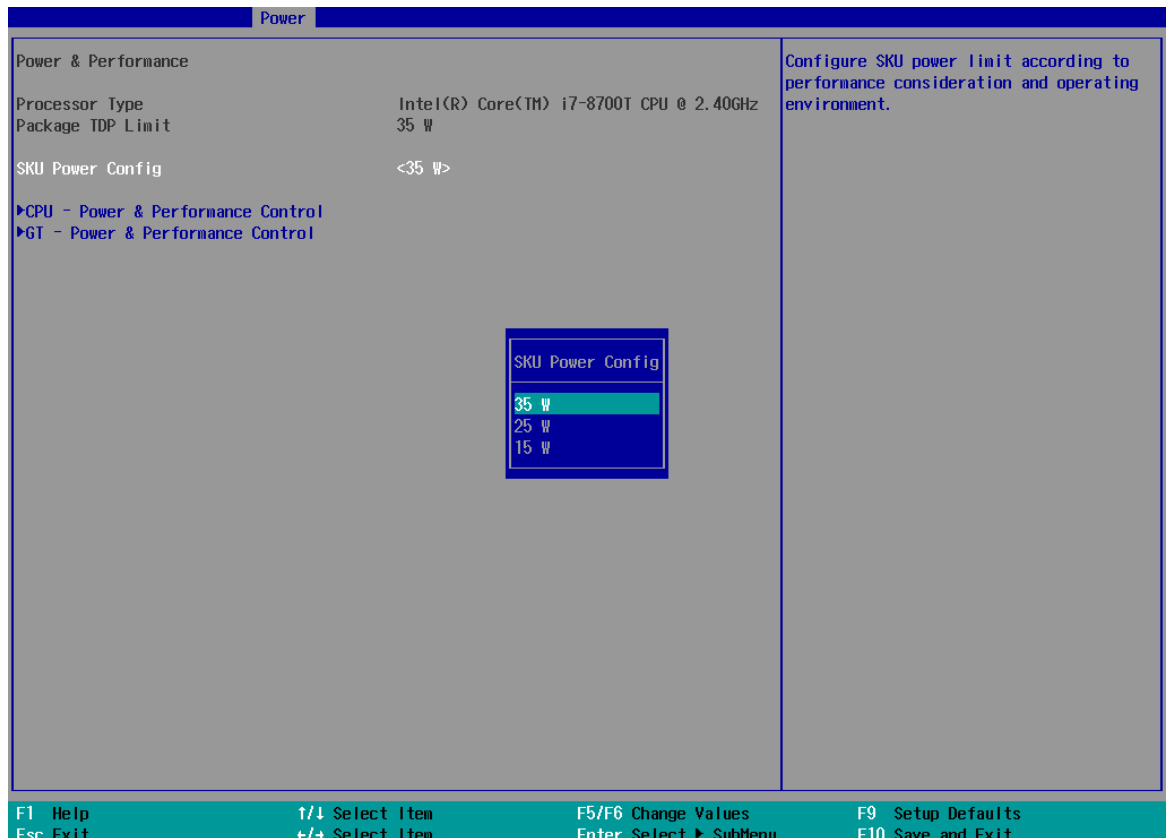 Power
Power & Performance
Processor Type Intel(R) Core(TM) i7-8700T CPU @ 2.40GHz
Package TDP Limit 35 W
SKU Power Config <35 W>
▶CPU - Power & Performance Control
▶GT - Power & Performance Control
Configure SKU power limit according to
performance consideration and operating
environment.
SKU Power Config
35 W
25 W
15 W
F1 Help ↑/↓ Select Item F5/F6 Change Values F9 Setup Defaults
Esc Exit ←/→ Select Item Enter Select ▶ SubMenu F10 Save and Exit